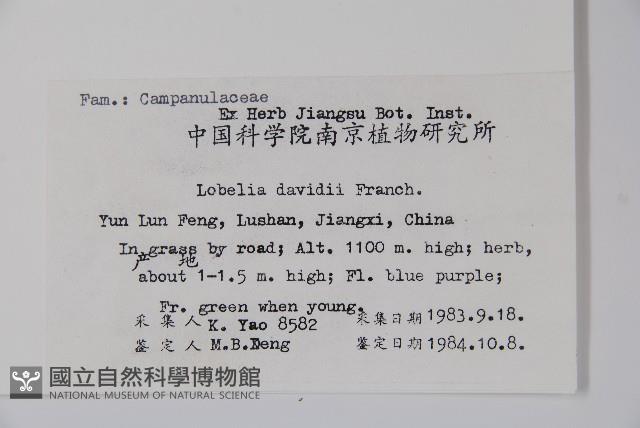 Fam.: Campanulaceae
Ex Herb Jiangsu Bot. Inst.
中国科学院南京植物研究所
Lobelia davidii Franch.
Yun Lun Feng, Lushan, Jiangxi, China
In grass by road; Alt. 1100 m. high; herb,
产 地
about 1-1.5 m. high; Fl. blue purple;
Fr. green when young.
采集人 K. Yao 8582 采集日期 1983.9.18.
鉴定人 M.B.Deng 鉴定日期 1984.10.8.
國立自然科學博物館
NATIONAL MUSEUM OF NATURAL SCIENCE